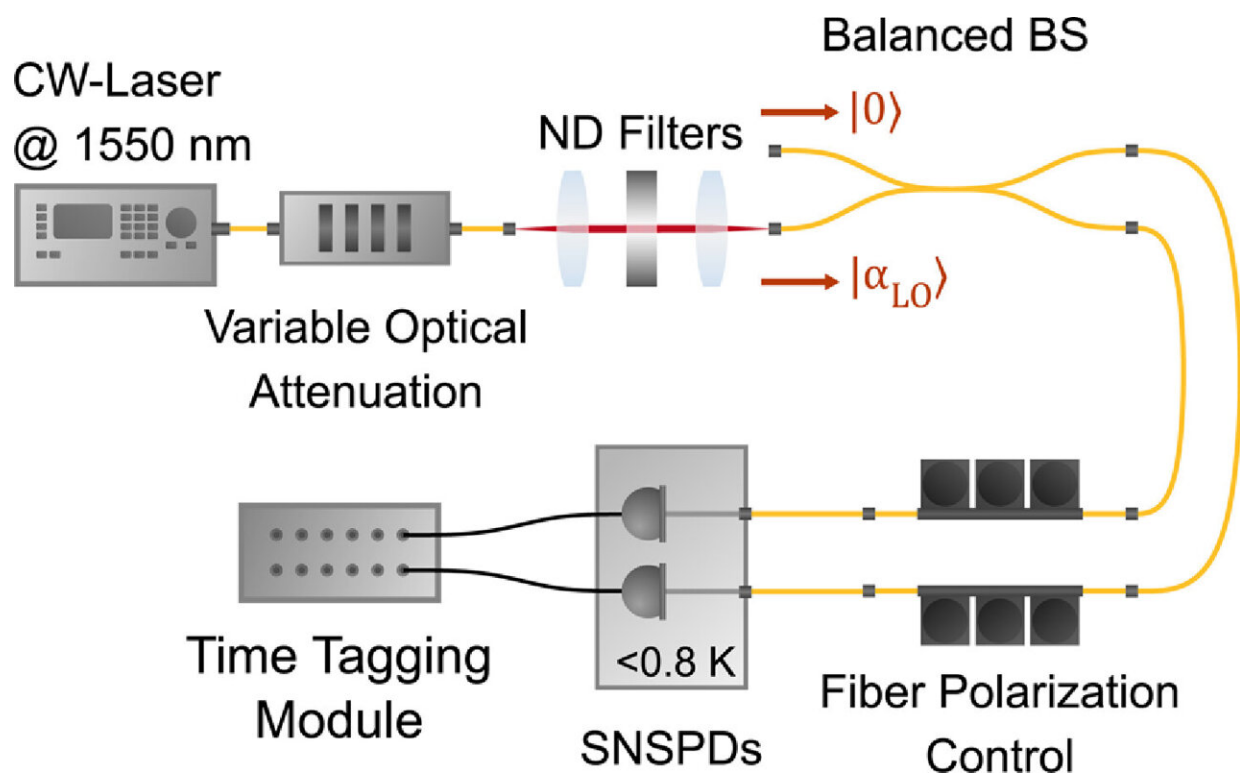 Balanced BS
CW-Laser
@ 1550 nm
ND Filters
|0⟩
|α_LO⟩
Variable Optical
Attenuation
<0.8 K
Time Tagging
Module
SNSPDs
Fiber Polarization
Control